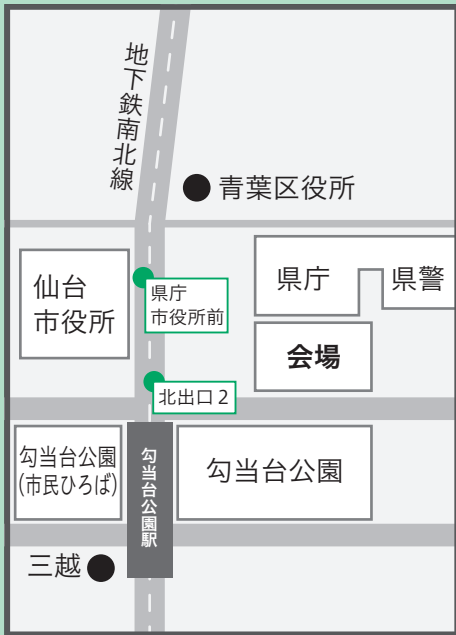 地下鉄南北線
青葉区役所
仙台
市役所
県庁
市役所前
県庁
県警
会場
北出口2
勾当台公園
(市民ひろば)
勾当台公園駅
勾当台公園
三越